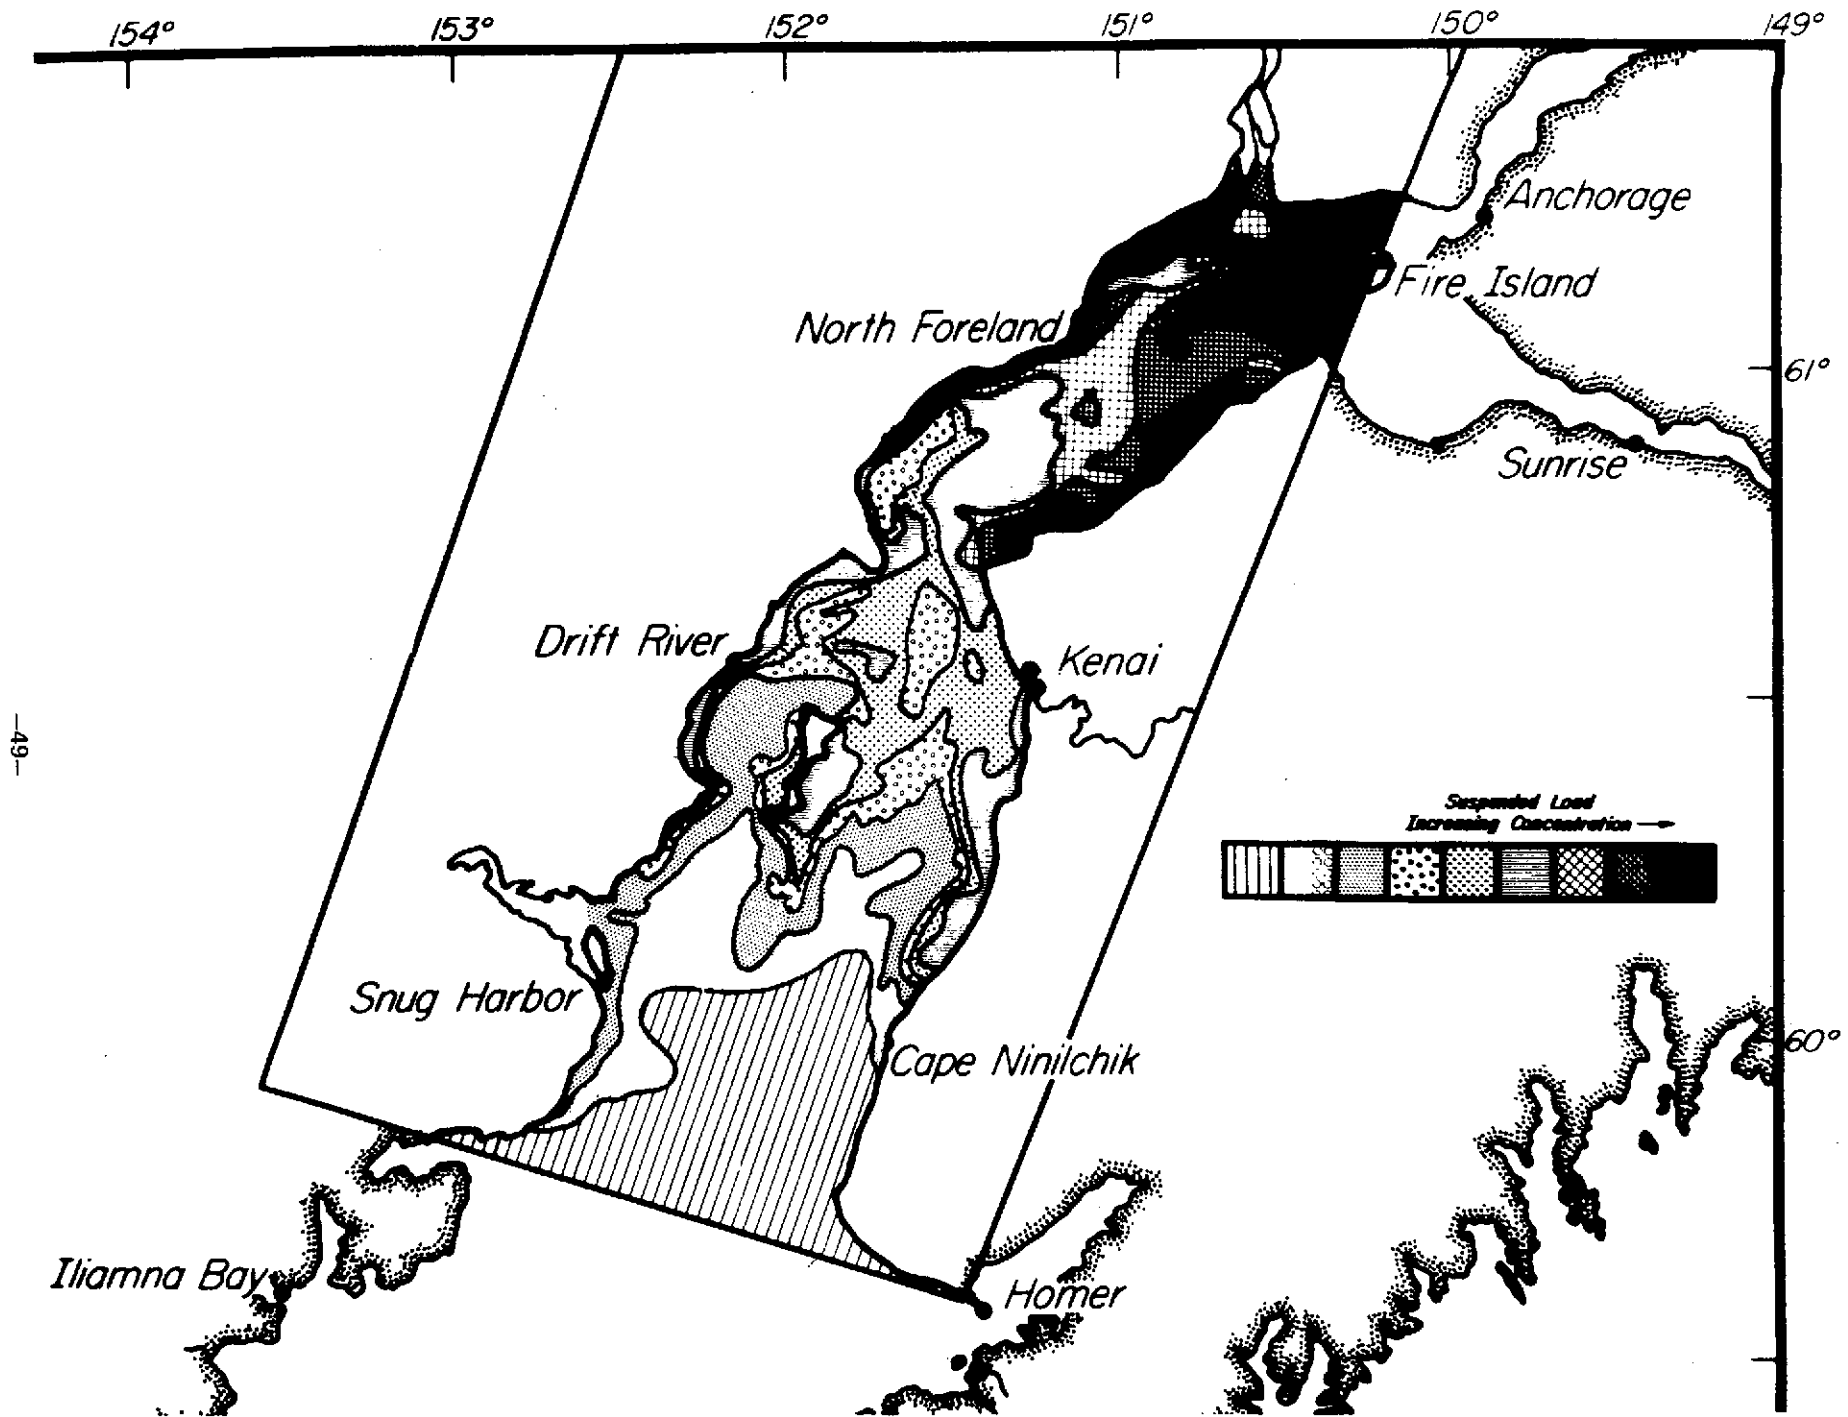 154°
153°
152°
151°
150°
149°
Anchorage
Fire Island
North Foreland
61°
Sunrise
Drift River
Kenai
—49—
Suspended Load
Increasing Concentration →
Snug Harbor
60°
Cape Ninilchik
Iliamna Bay
Homer